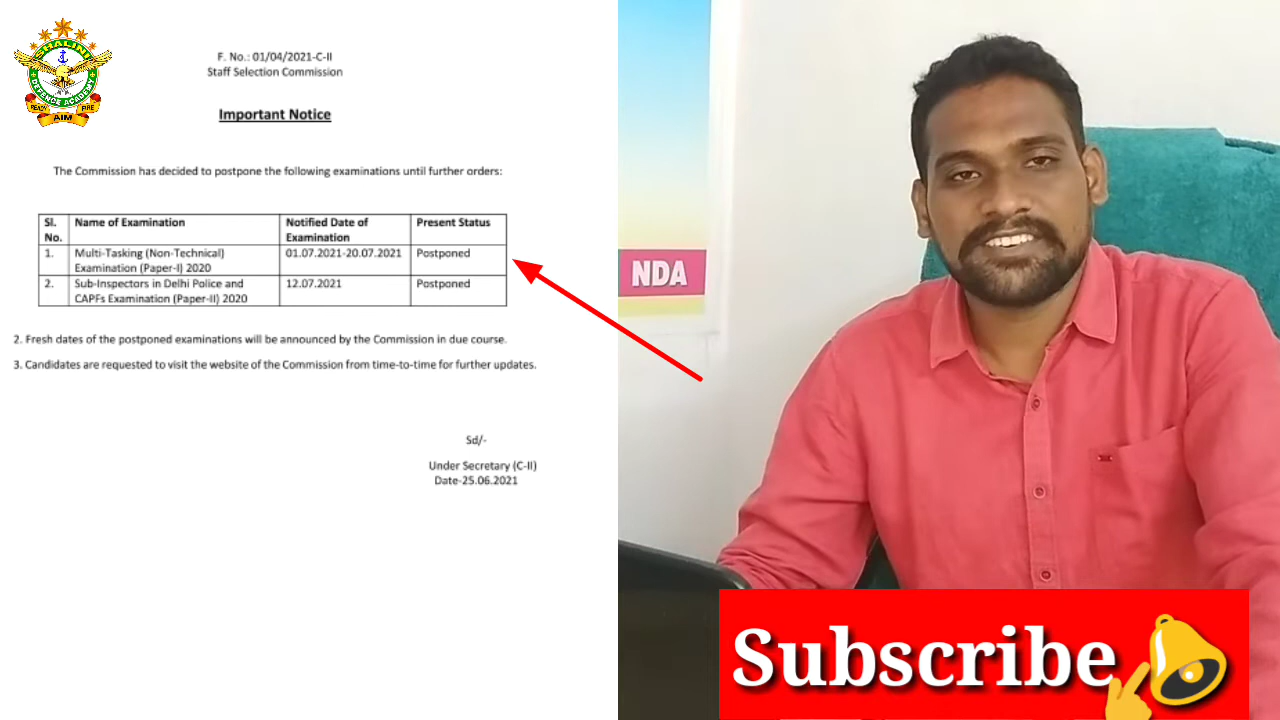 SHALINI
DEFENCE ACADEMY
READY
FIRE
AIM
F. No.: 01/04/2021-C-II
Staff Selection Commission
Important Notice
The Commission has decided to postpone the following examinations until further orders:
Sl. No. Name of Examination Notified Date of Examination Present Status
1. Multi-Tasking (Non-Technical) Examination (Paper-I) 2020 01.07.2021-20.07.2021 Postponed
2. Sub-Inspectors in Delhi Police and CAPFs Examination (Paper-II) 2020 12.07.2021 Postponed
2. Fresh dates of the postponed examinations will be announced by the Commission in due course.
3. Candidates are requested to visit the website of the Commission from time-to-time for further updates.
Sd/-
Under Secretary (C-II)
Date-25.06.2021
NDA
Subscribe